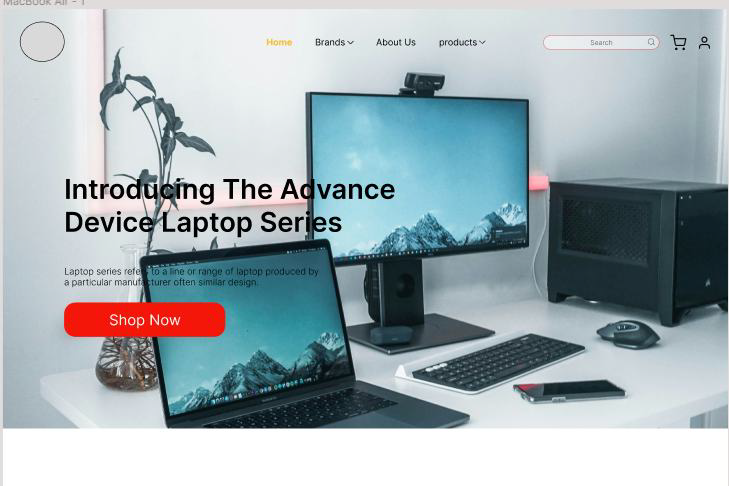 MacBook Air - 1
Home
Brands
About Us
products
Search
Introducing The Advance
Device Laptop Series
Laptop series refers to a line or range of laptop produced by
a particular manufacturer often similar design.
Shop Now